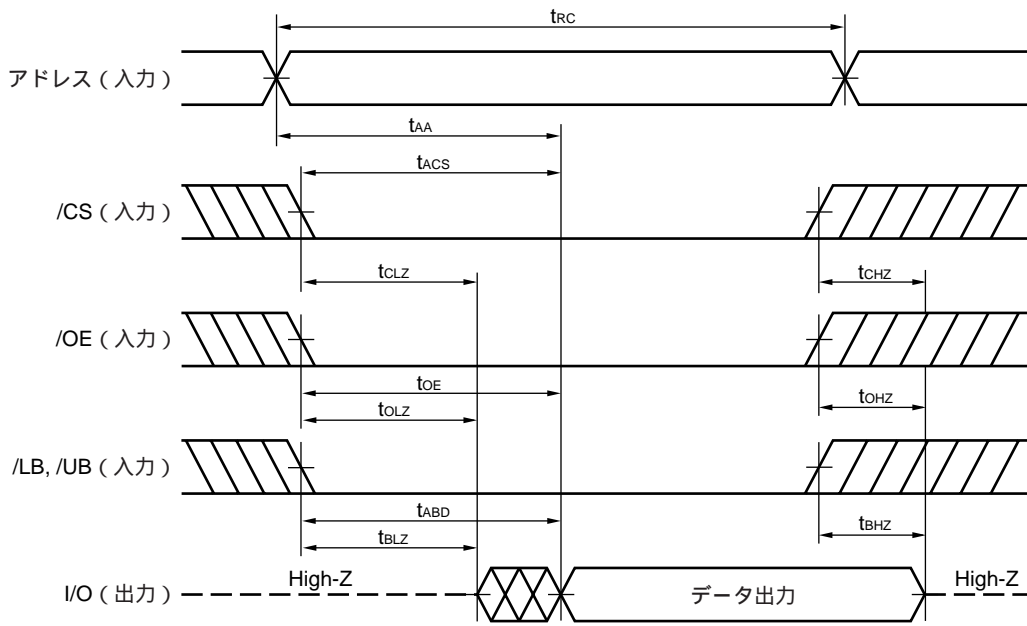 tRC
アドレス（入力）
tAA
tACS
/CS（入力）
tCLZ
tCHZ
/OE（入力）
tOE
tOLZ
tOHZ
/LB, /UB（入力）
tABD
tBLZ
tBHZ
I/O（出力）
High-Z
データ出力
High-Z